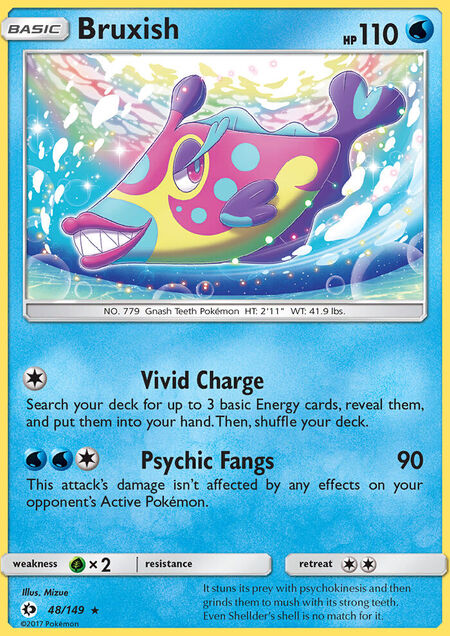 BASIC Bruxish HP 110
NO. 779 Gnash Teeth Pokémon HT: 2'11" WT: 41.9 lbs.
Vivid Charge
Search your deck for up to 3 basic Energy cards, reveal them,
and put them into your hand. Then, shuffle your deck.
Psychic Fangs 90
This attack's damage isn't affected by any effects on your
opponent's Active Pokémon.
weakness ×2 resistance retreat
Illus. Mizue
48/149 ★
©2017 Pokémon
It stuns its prey with psychokinesis and then
grinds them to mush with its strong teeth.
Even Shellder's shell is no match for it.